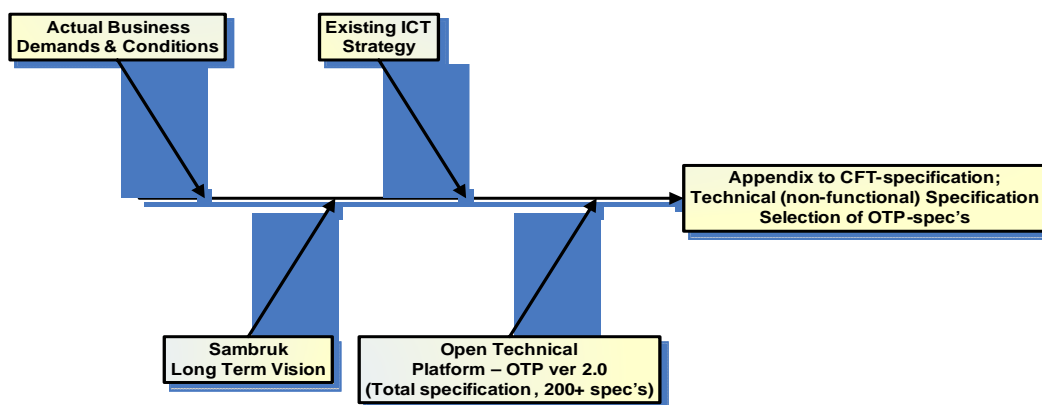 Actual Business
Demands & Conditions
Existing ICT
Strategy
Appendix to CFT-specification;
Technical (non-functional) Specification
Selection of OTP-spec's
Sambruk
Long Term Vision
Open Technical
Platform – OTP ver 2.0
(Total specification , 200+ spec's)